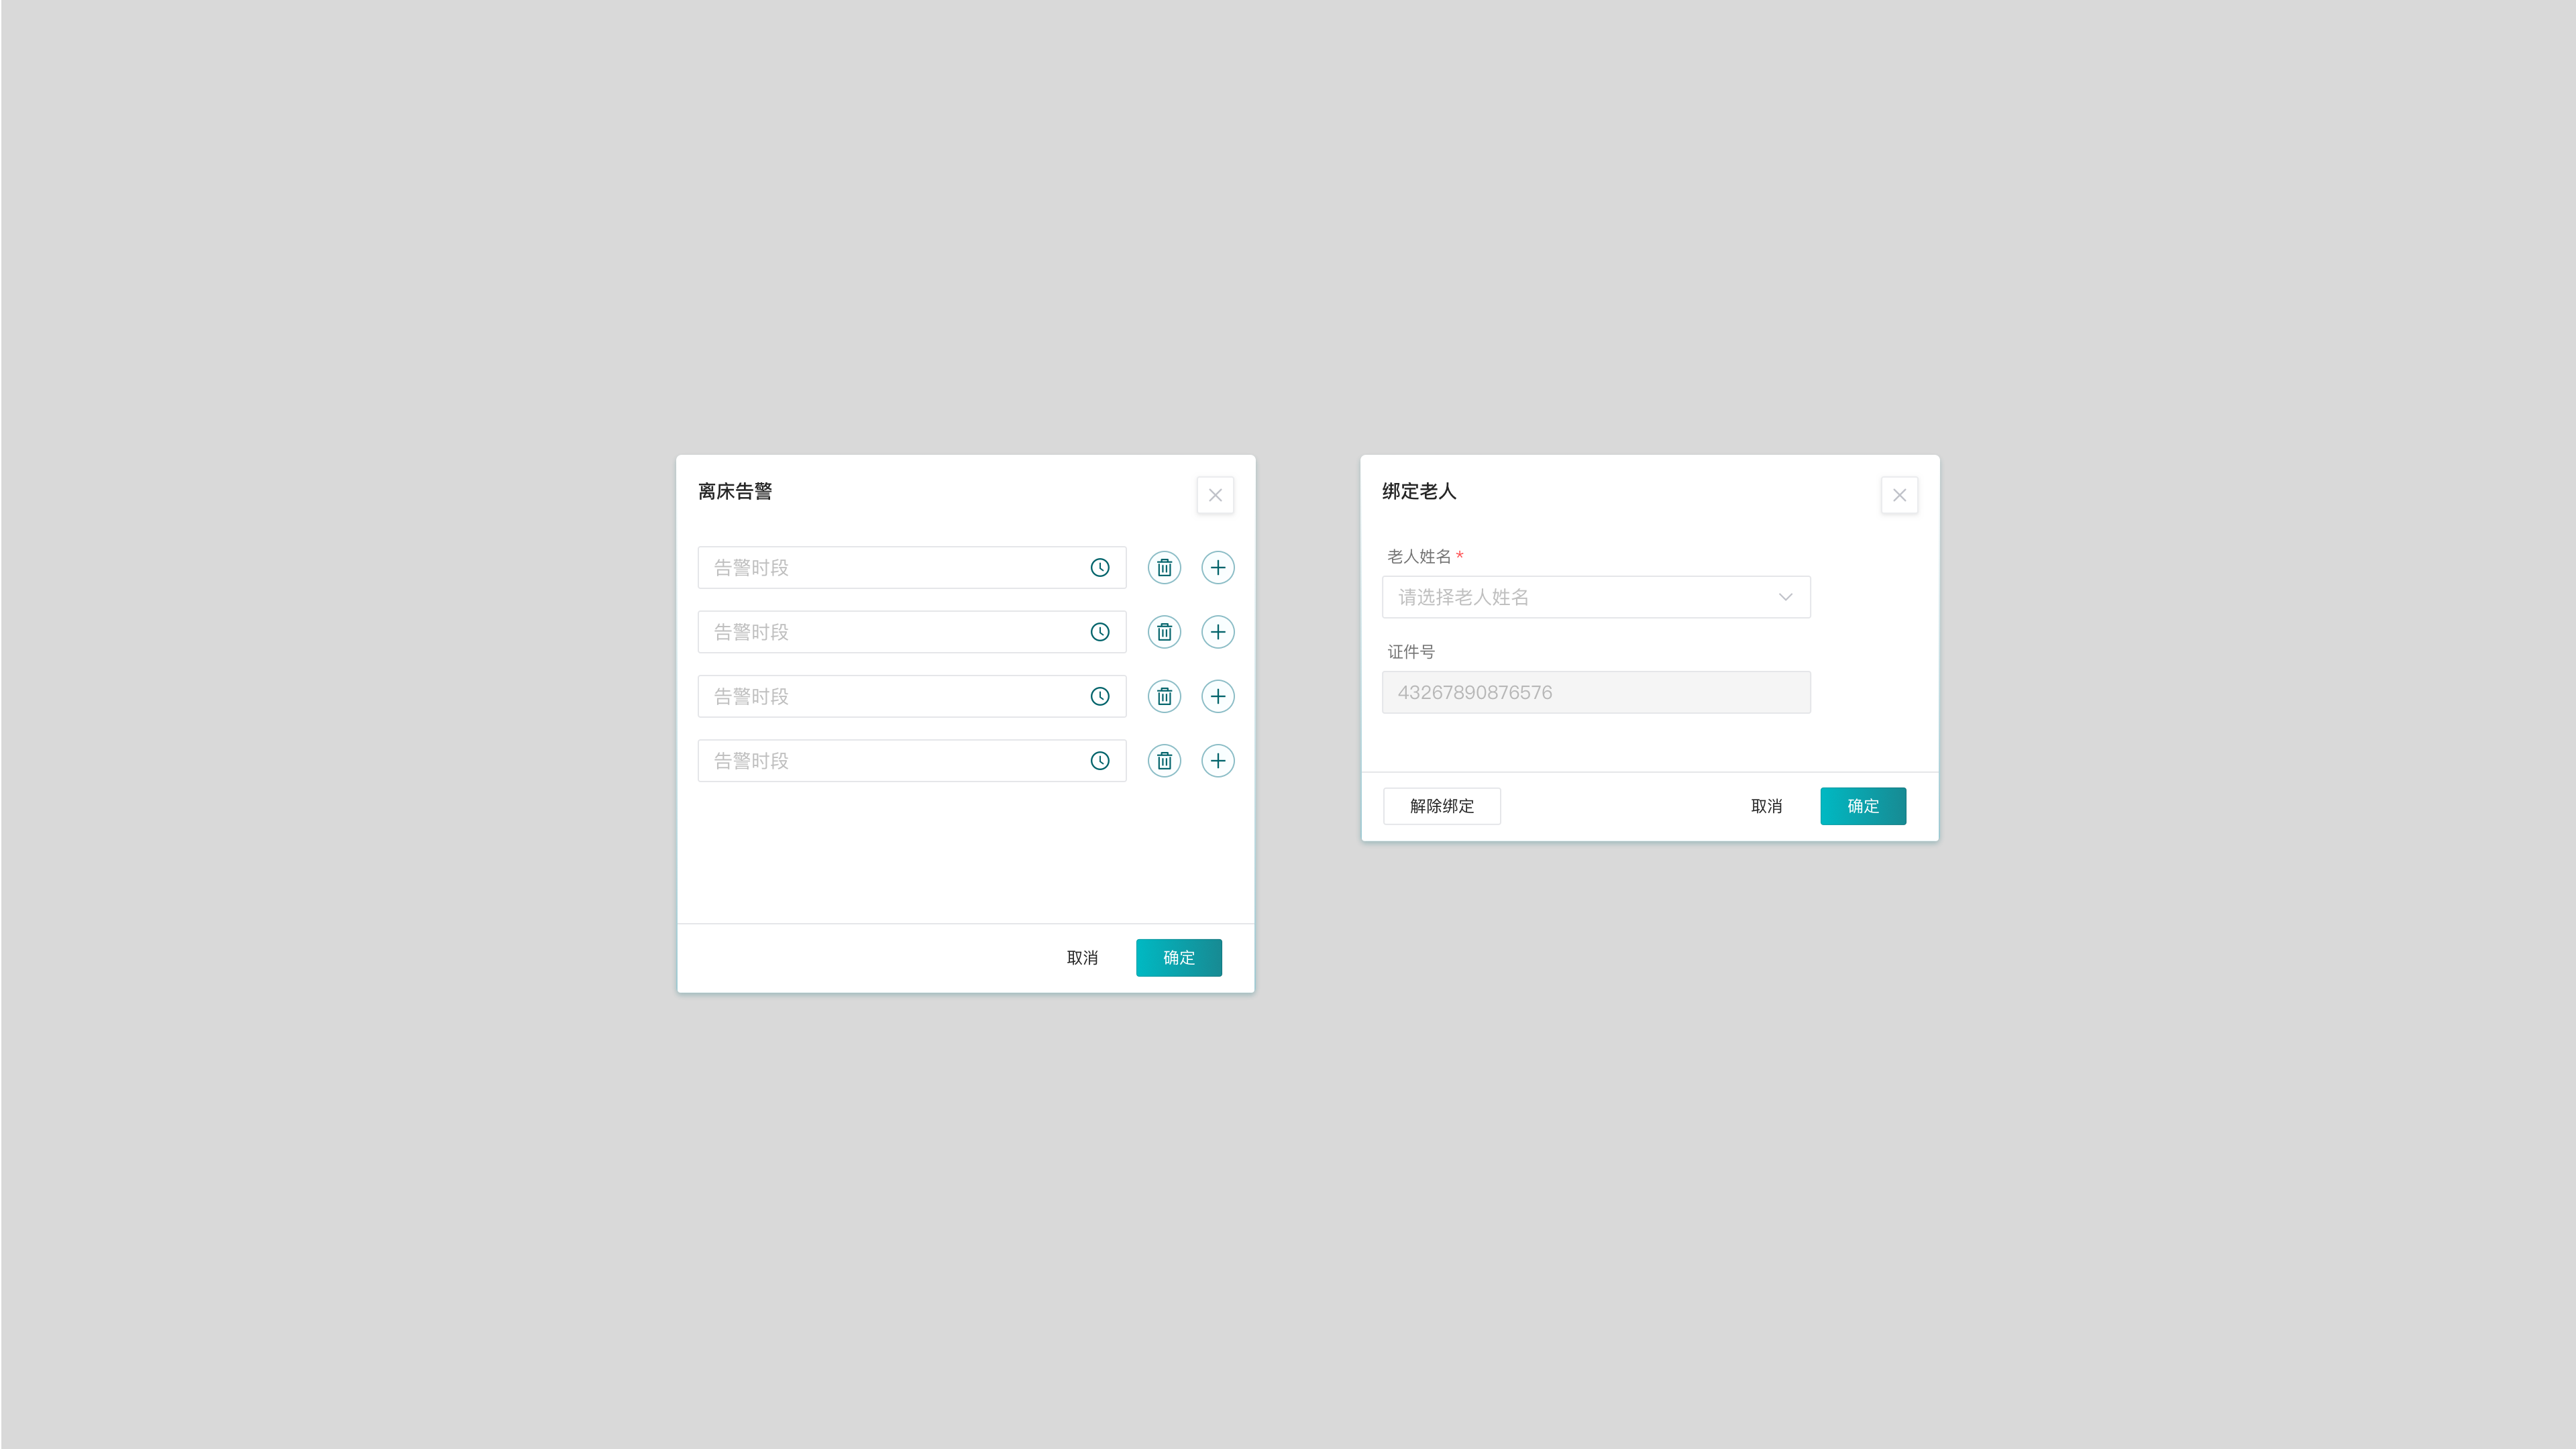 离床告警
告警时段
告警时段
告警时段
告警时段
取消
确定
绑定老人
老人姓名 *
请选择老人姓名
证件号
43267890876576
解除绑定
取消
确定